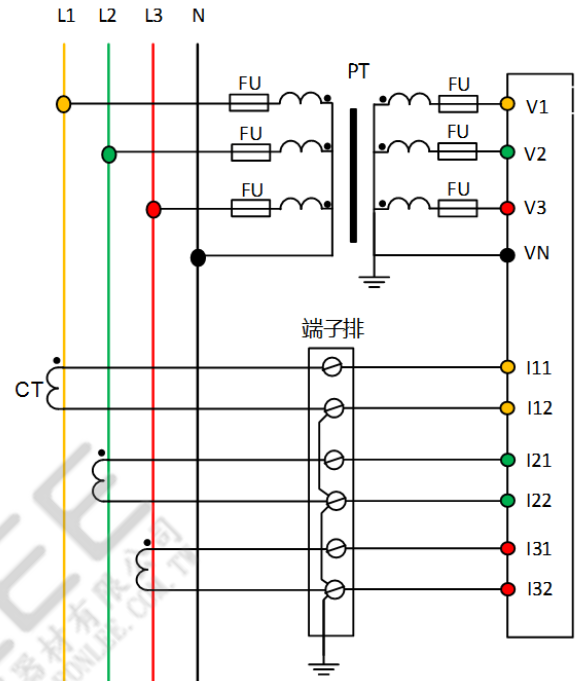 L1 L2 L3 N
PT
FU FU V1
FU FU V2
FU FU V3
VN
端子排
CT
I11
I12
I21
I22
I31
I32